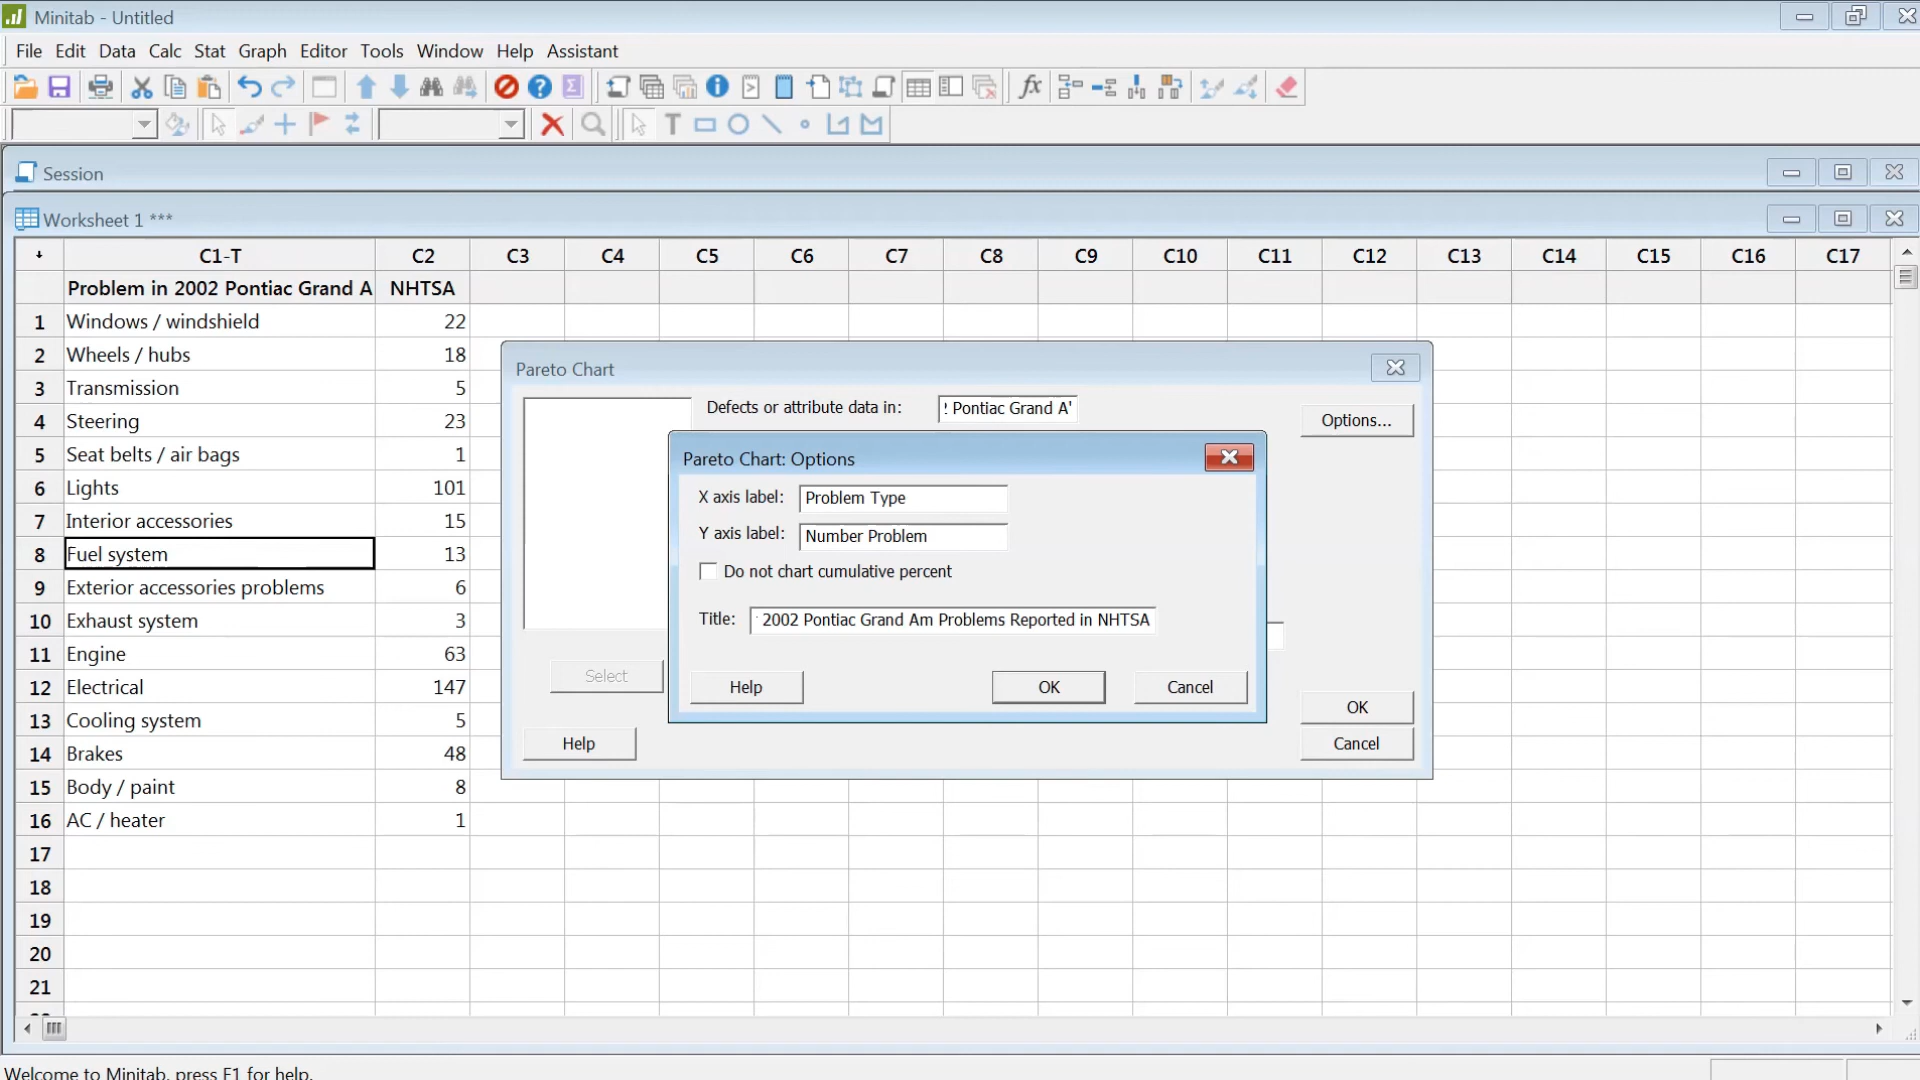 Minitab - Untitled
File Edit Data Calc Stat Graph Editor Tools Window Help Assistant
Session
Worksheet 1 ***
C1-T C2 C3 C4 C5 C6 C7 C8 C9 C10 C11 C12 C13 C14 C15 C16 C17
Problem in 2002 Pontiac Grand A NHTSA
1 Windows / windshield 22
2 Wheels / hubs 18
3 Transmission 5
4 Steering 23
5 Seat belts / air bags 1
6 Lights 101
7 Interior accessories 15
8 Fuel system 13
9 Exterior accessories problems 6
10 Exhaust system 3
11 Engine 63
12 Electrical 147
13 Cooling system 5
14 Brakes 48
15 Body / paint 8
16 AC / heater 1
17
18
19
20
21
Pareto Chart
Defects or attribute data in: Pontiac Grand A'
Options...
Select
Help
OK
Cancel
Pareto Chart: Options
X axis label: Problem Type
Y axis label: Number Problem
Do not chart cumulative percent
Title: 2002 Pontiac Grand Am Problems Reported in NHTSA
Help OK Cancel
Welcome to Minitab, press F1 for help.